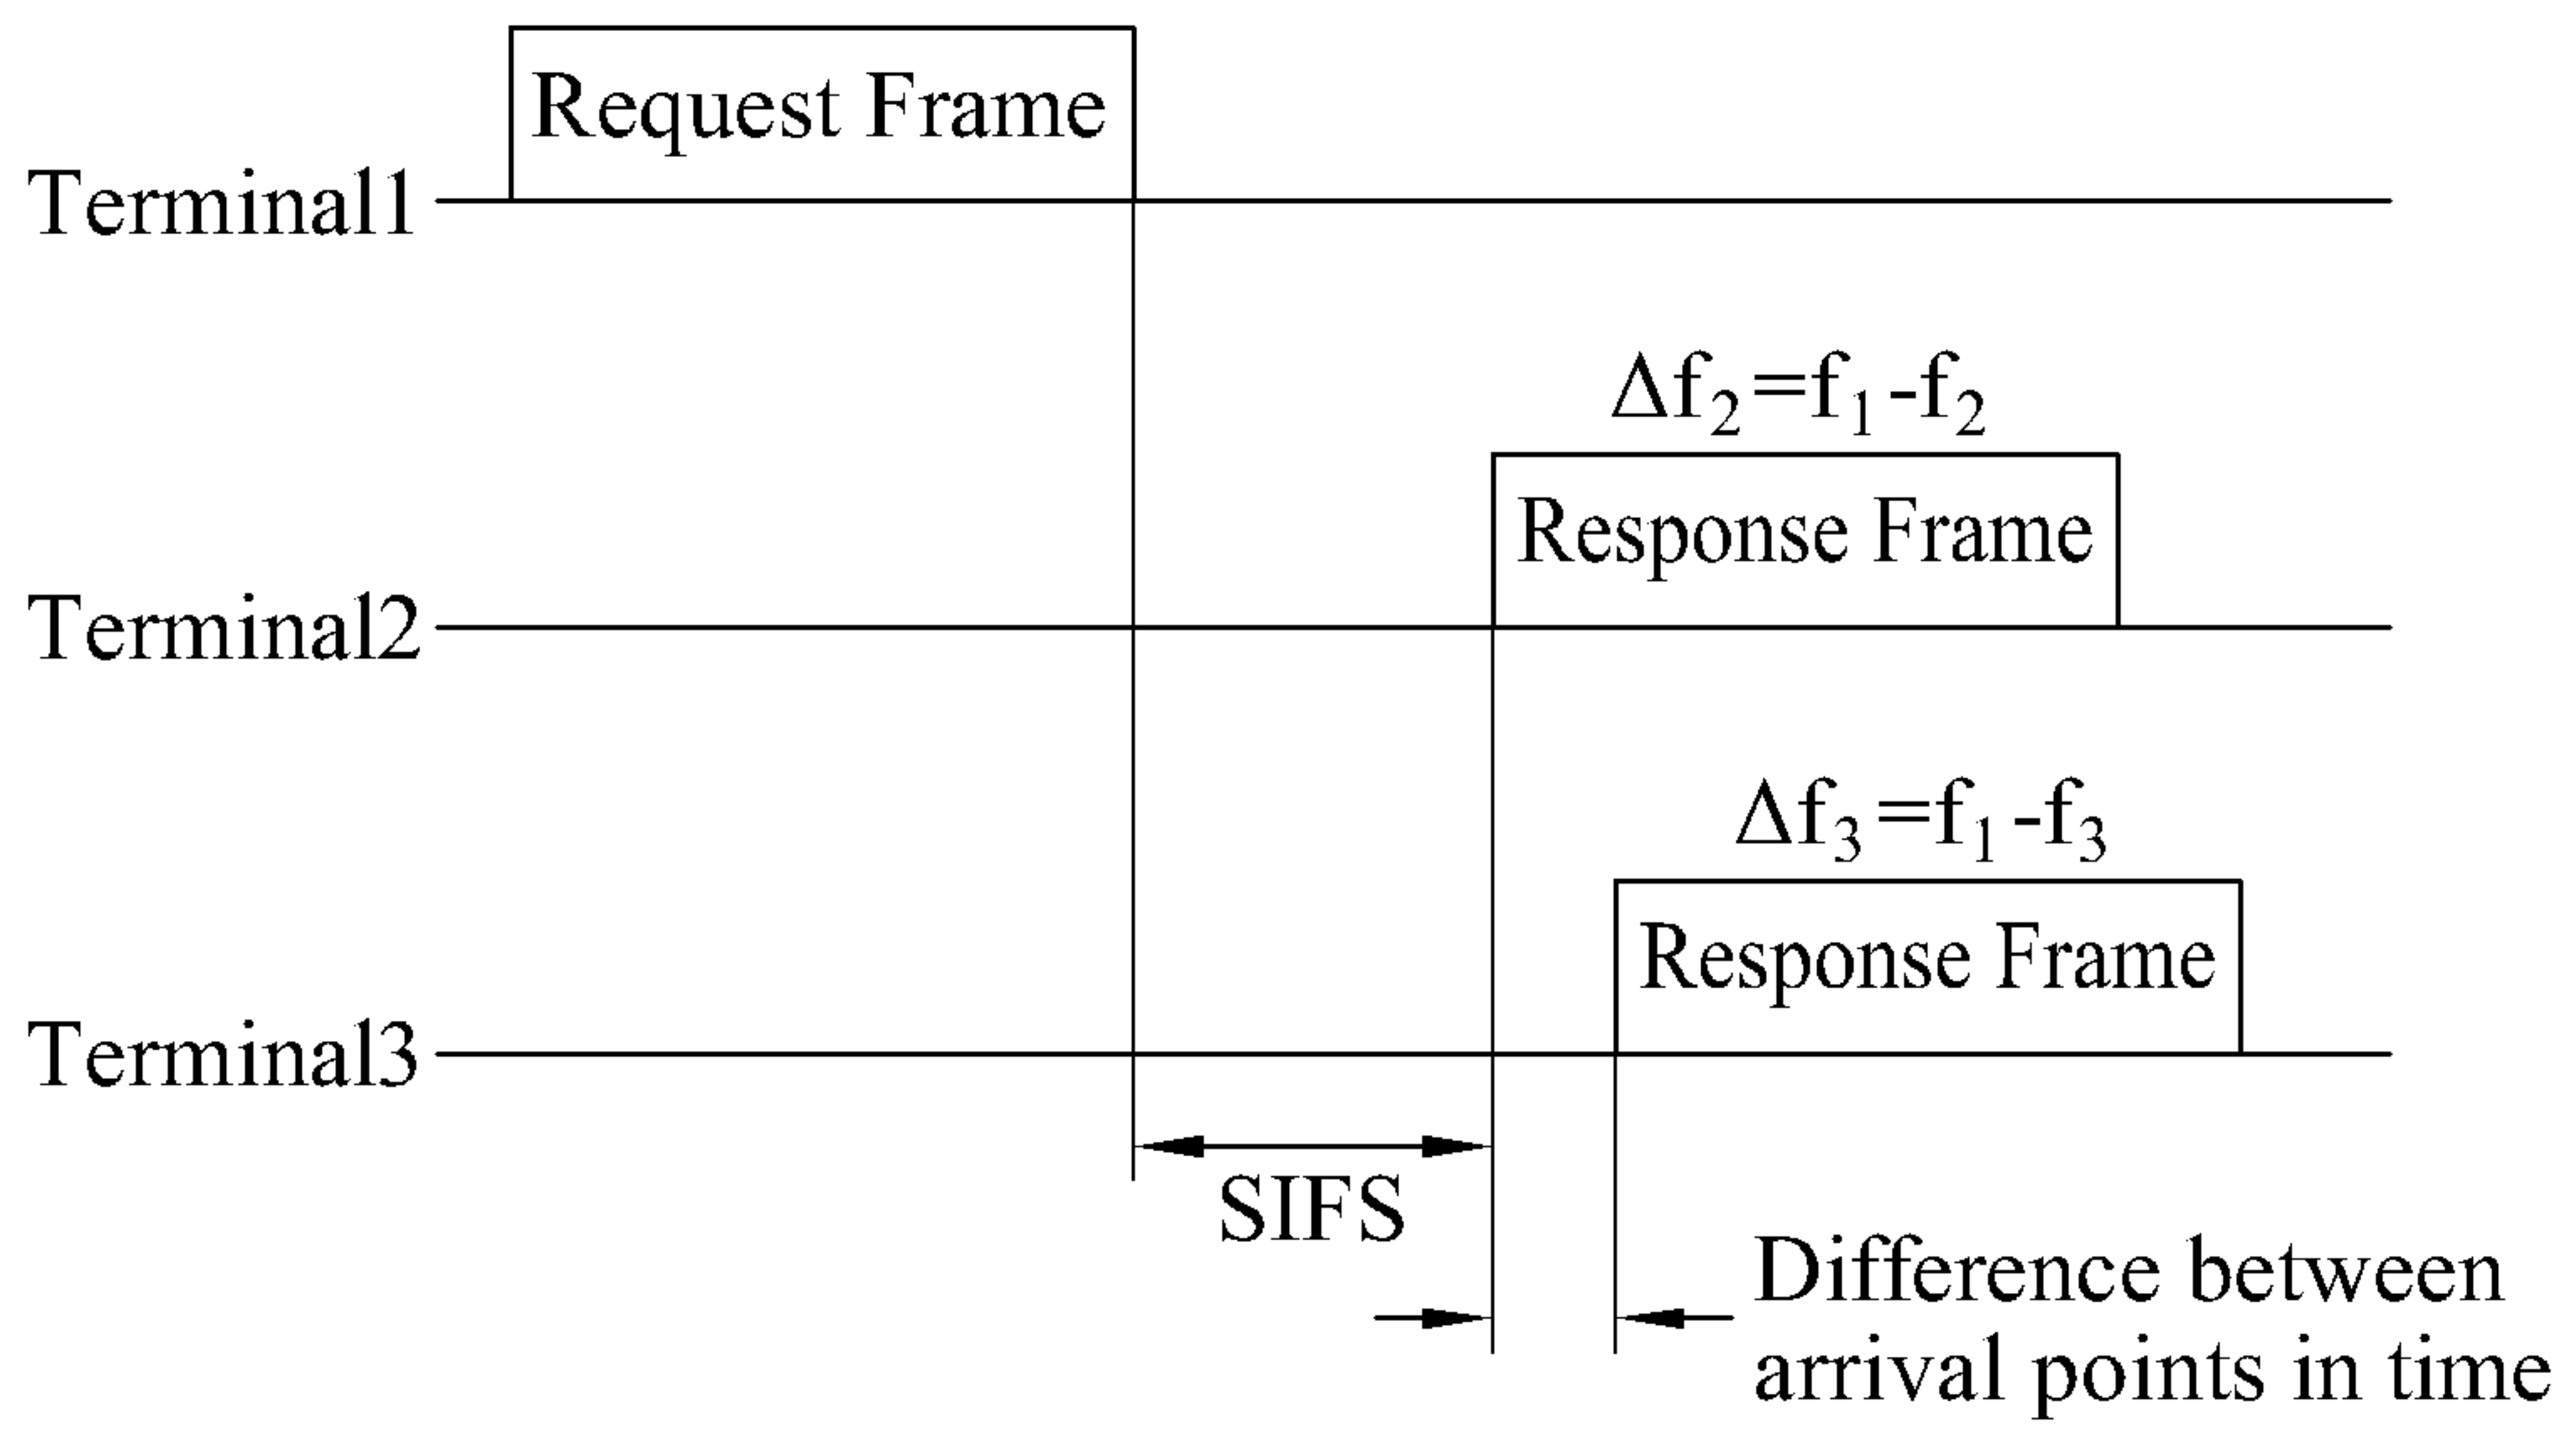 Request Frame
Terminal1
Δf₂=f₁-f₂
Response Frame
Terminal2
Δf₃=f₁-f₃
Response Frame
Terminal3
SIFS
Difference between
arrival points in time